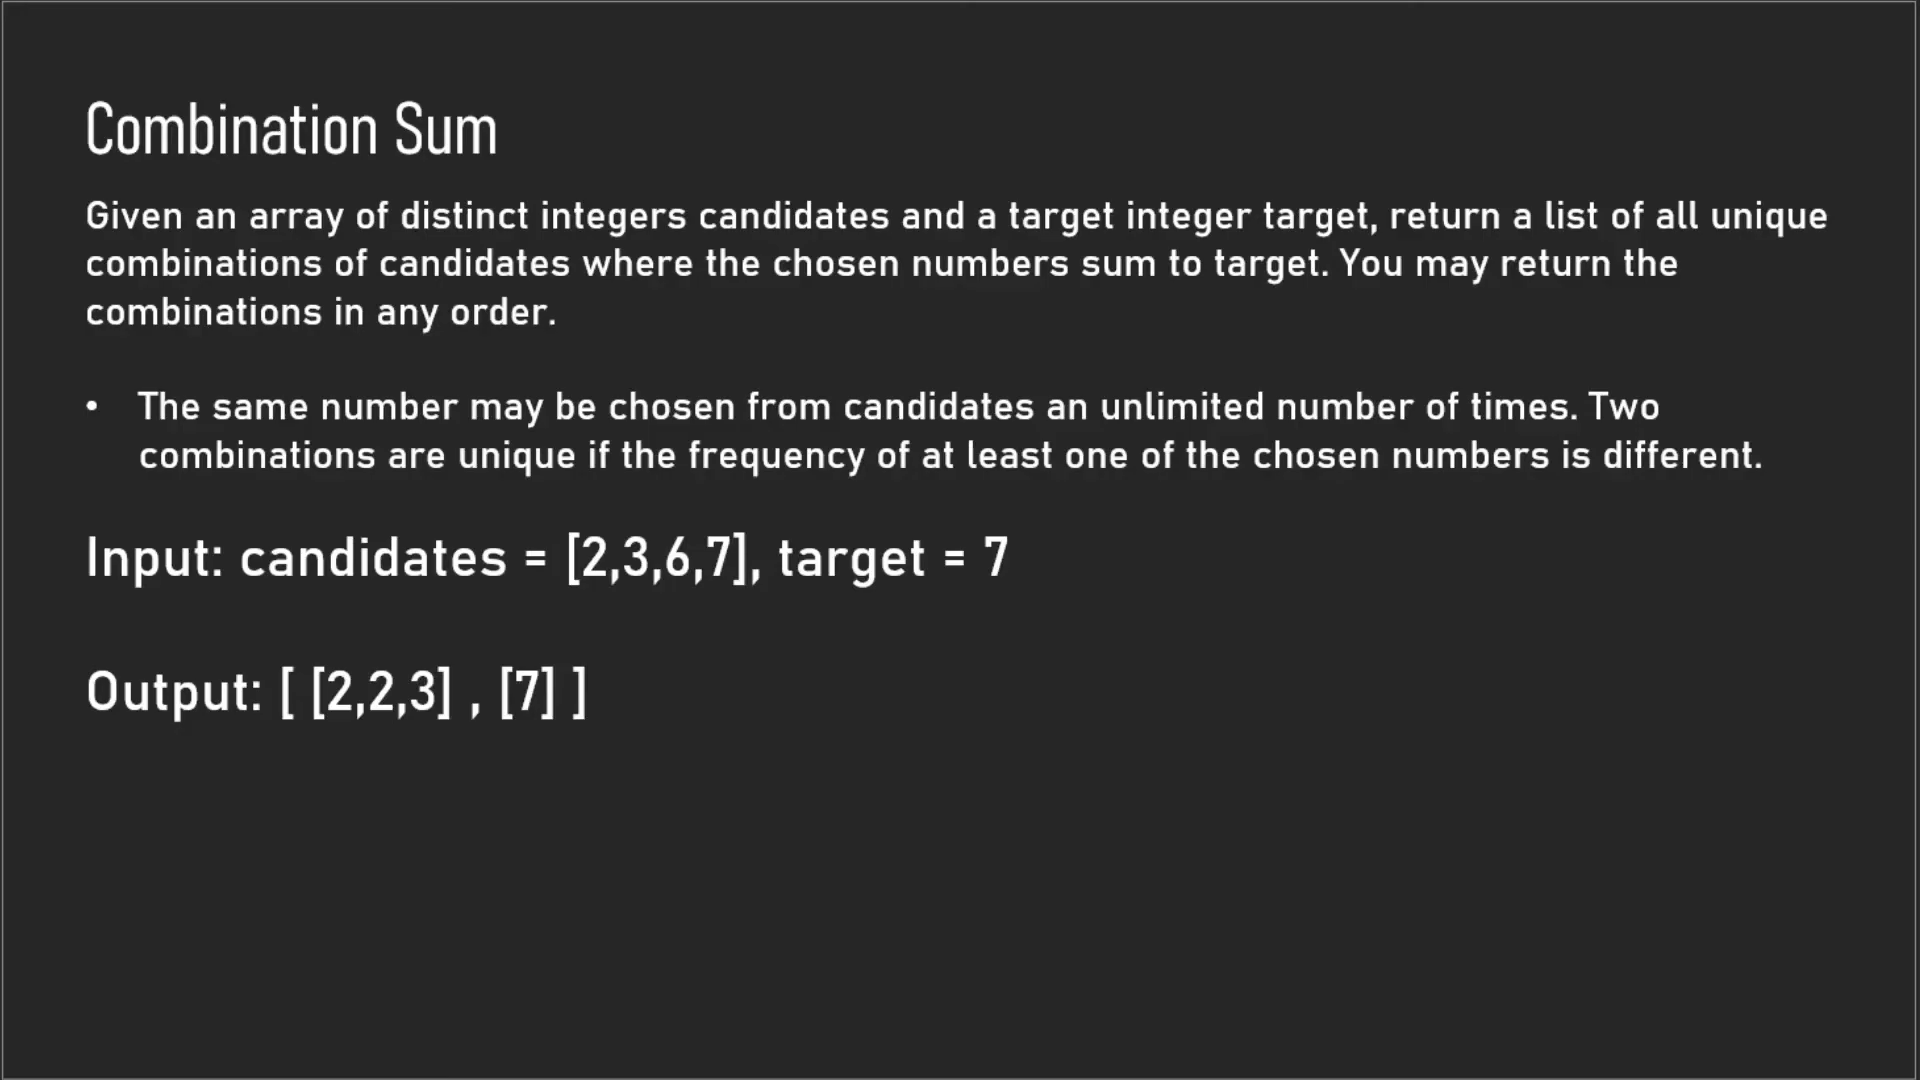 Combination Sum
Given an array of distinct integers candidates and a target integer target, return a list of all unique
combinations of candidates where the chosen numbers sum to target. You may return the
combinations in any order.
• The same number may be chosen from candidates an unlimited number of times. Two
combinations are unique if the frequency of at least one of the chosen numbers is different.
Input: candidates = [2,3,6,7], target = 7
Output: [ [2,2,3] , [7] ]